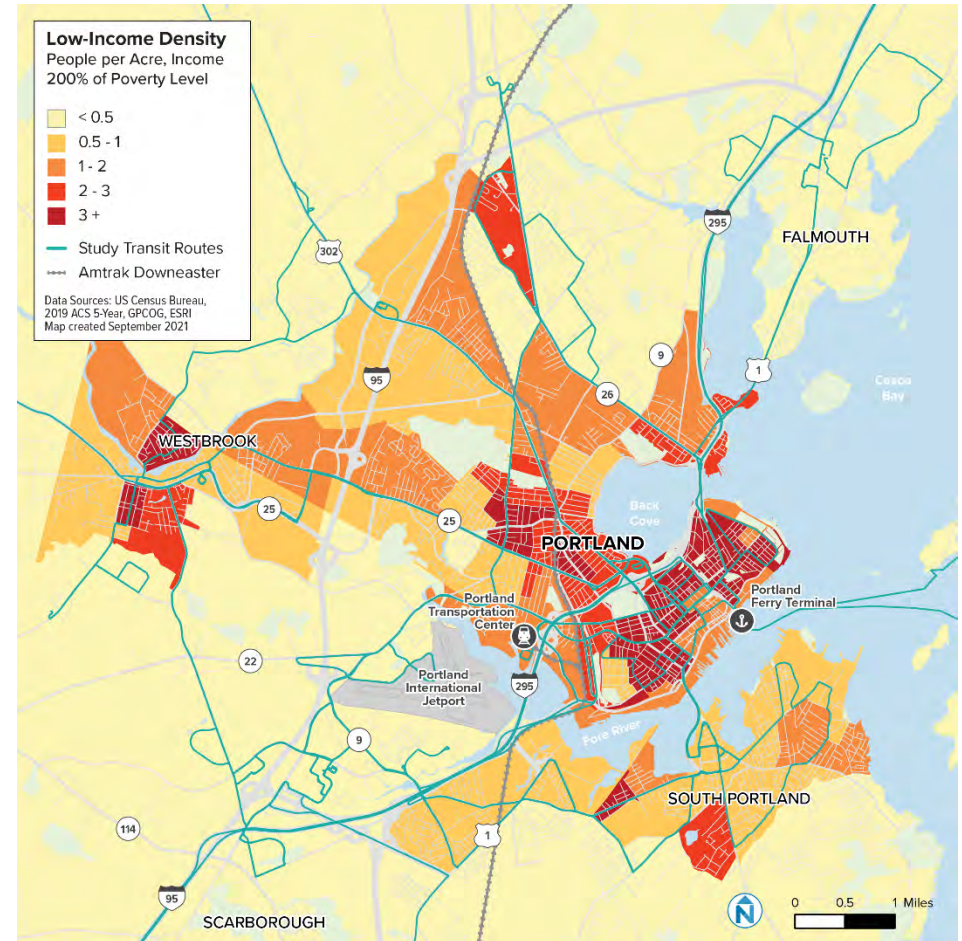 Low-Income Density
People per Acre, Income
200% of Poverty Level
< 0.5
0.5 - 1
1 - 2
2 - 3
3 +
Study Transit Routes
Amtrak Downeaster
Data Sources: US Census Bureau,
2019 ACS 5-Year, GPCOG, ESRI
Map created September 2021
295
FALMOUTH
302
9
1
95
26
Casco
Bay
WESTBROOK
25
25
Back
Cove
PORTLAND
Portland
Transportation
Center
Portland
Ferry Terminal
22
Portland
International
Jetport
295
Fore River
9
SOUTH PORTLAND
114
1
95
SCARBOROUGH
N
0 0.5 1 Miles